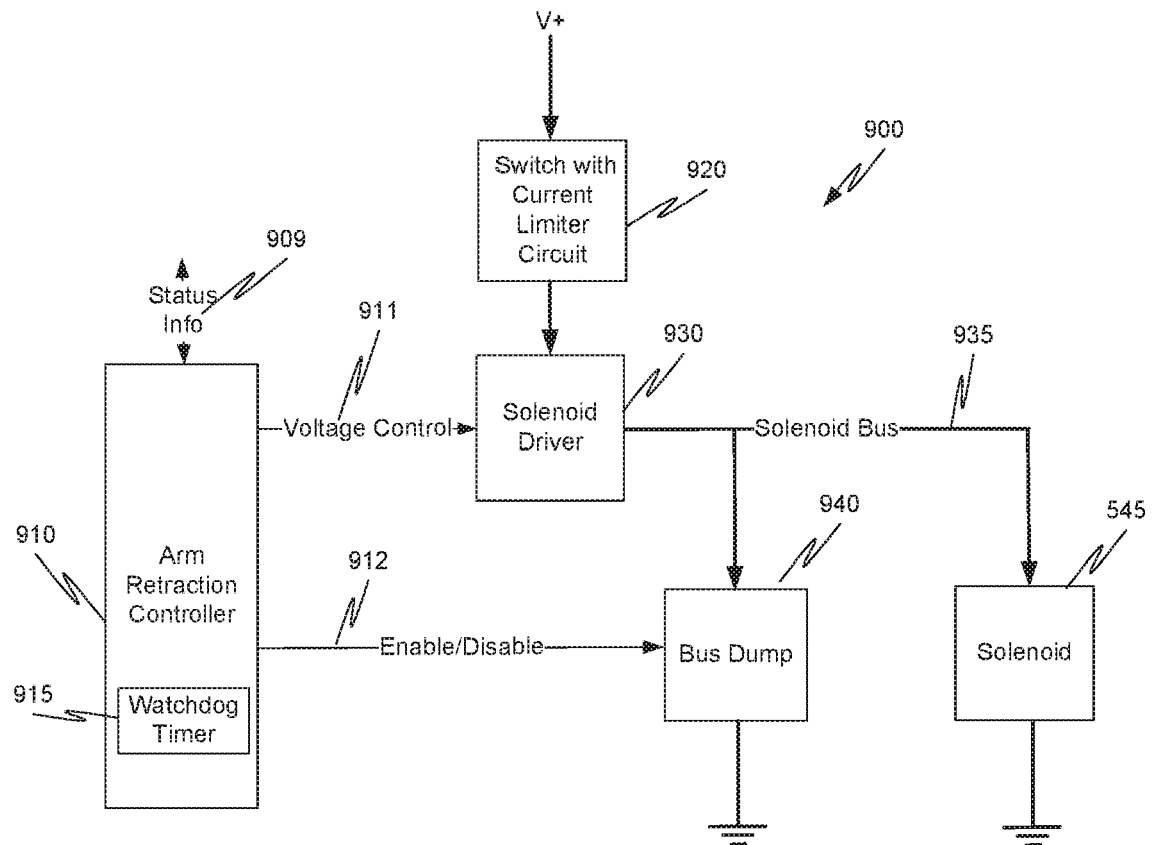 V+
900
Switch with
Current
Limiter
Circuit
920
909
Status
Info
911
930
935
Voltage Control
Solenoid
Driver
Solenoid Bus
940
545
910
912
Arm
Retraction
Controller
Enable/Disable
Bus Dump
Solenoid
915
Watchdog
Timer